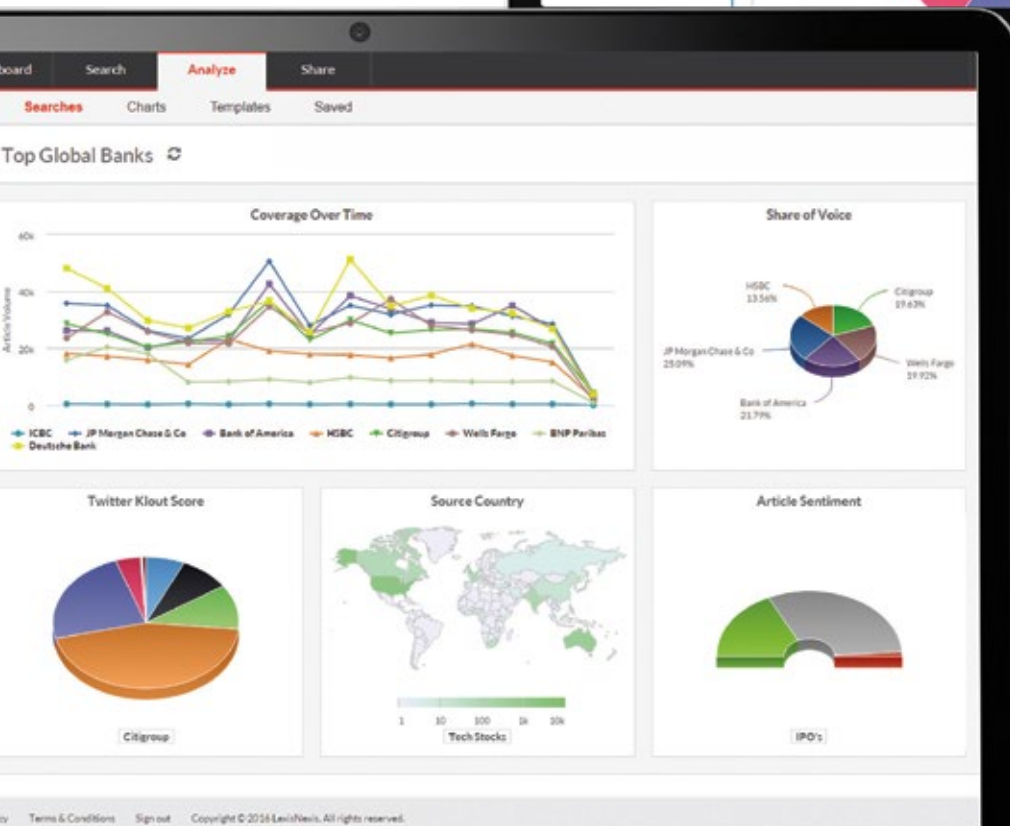 board Search Analyze Share
Searches Charts Templates Saved
Top Global Banks
Coverage Over Time
60k
40k
20k
0
Article Volume
ICBC JP Morgan Chase & Co Bank of America HSBC Citigroup Wells Fargo BNP Paribas
Deutsche Bank
Share of Voice
HSBC
13.56%
Citigroup
19.63%
JP Morgan Chase & Co
25.09%
Wells Fargo
19.92%
Bank of America
21.79%
Twitter Klout Score
Citigroup
Source Country
1 10 100 1k 10k
Tech Stocks
Article Sentiment
IPO's
cy Terms & Conditions Sign out Copyright © 2016 LexisNexis. All rights reserved.